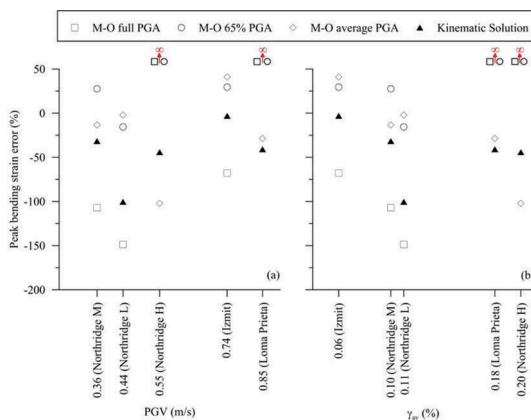 M-O full PGA M-O 65% PGA M-O average PGA Kinematic Solution
∞ ∞ ∞ ∞
50
0
-50
-100
-150
-200
Peak bending strain error (%)
(a) (b)
0.36 (Northridge M)
0.44 (Northridge L)
0.55 (Northridge H)
0.74 (Izmit)
0.85 (Loma Prieta)
0.06 (Izmit)
0.10 (Northridge M)
0.11 (Northridge L)
0.18 (Loma Prieta)
0.20 (Northridge H)
PGV (m/s) γav (%)